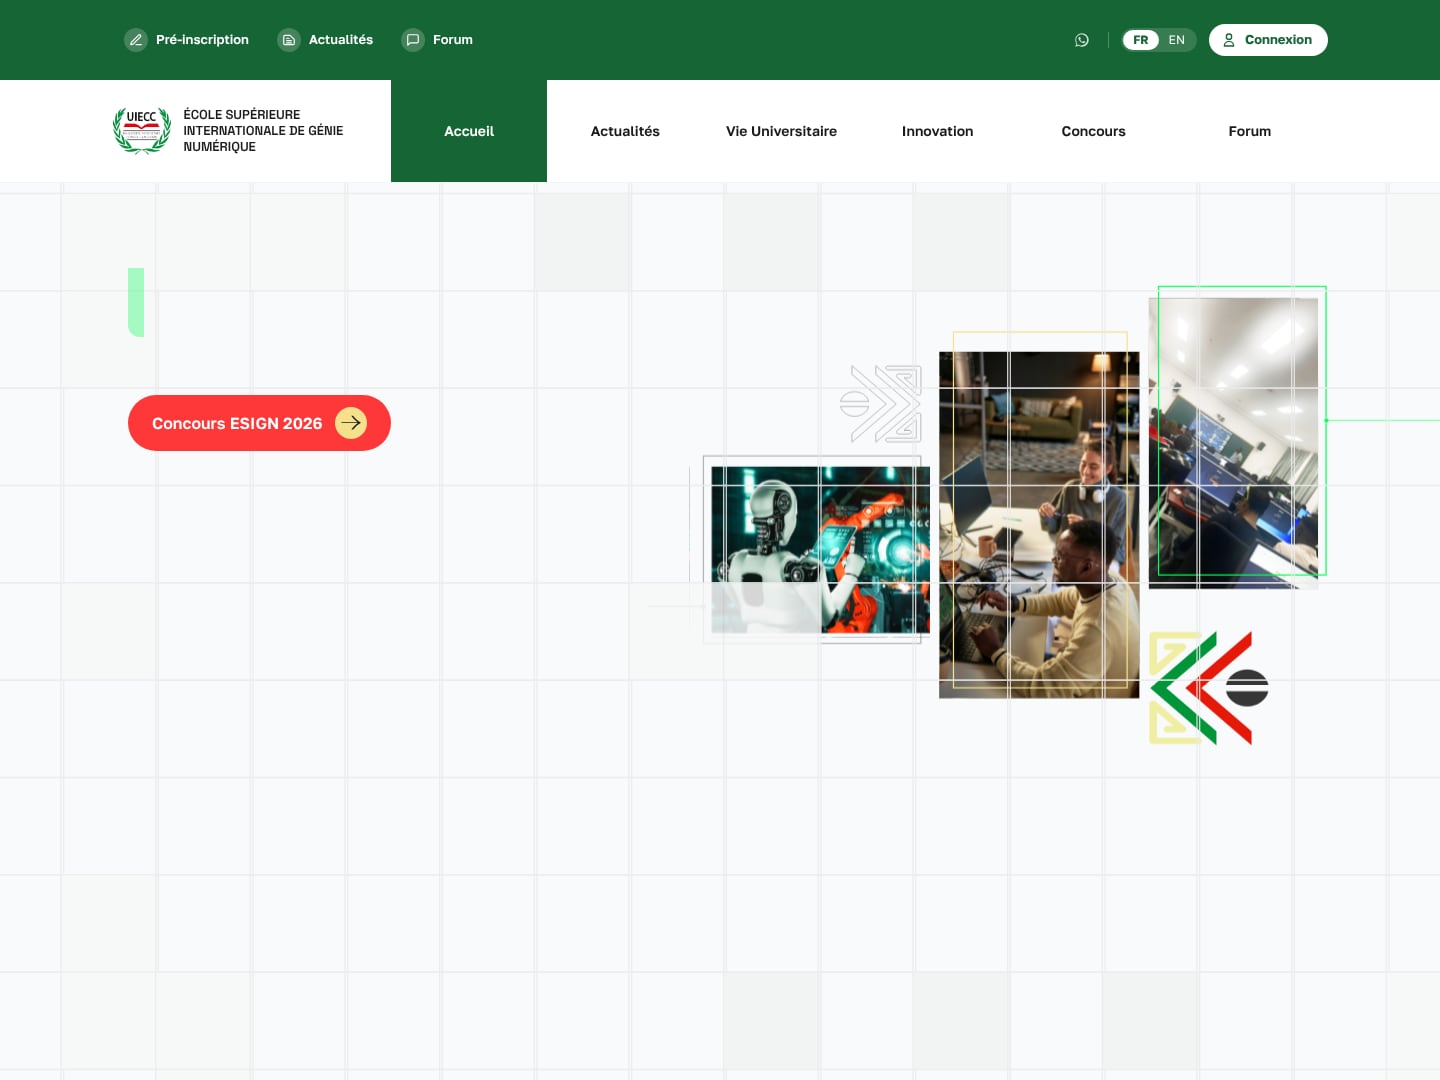 Pré-inscription
Actualités
Forum
FR
EN
Connexion
UIECC
ÉCOLE SUPÉRIEURE
INTERNATIONALE DE GÉNIE
NUMÉRIQUE
Accueil
Actualités
Vie Universitaire
Innovation
Concours
Forum
Concours ESIGN 2026